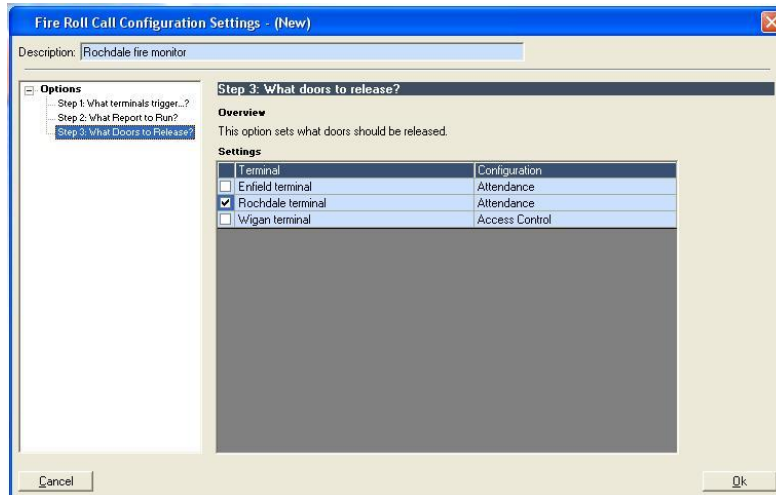 Fire Roll Call Configuration Settings - (New)
Description: Rochdale fire monitor
Options
Step 1: What terminals trigger...?
Step 2: What Report to Run?
Step 3: What Doors to Release?
Step 3: What doors to release?
Overview
This option sets what doors should be released.
Settings
Terminal Configuration
Enfield terminal Attendance
Rochdale terminal Attendance
Wigan terminal Access Control
Cancel Ok